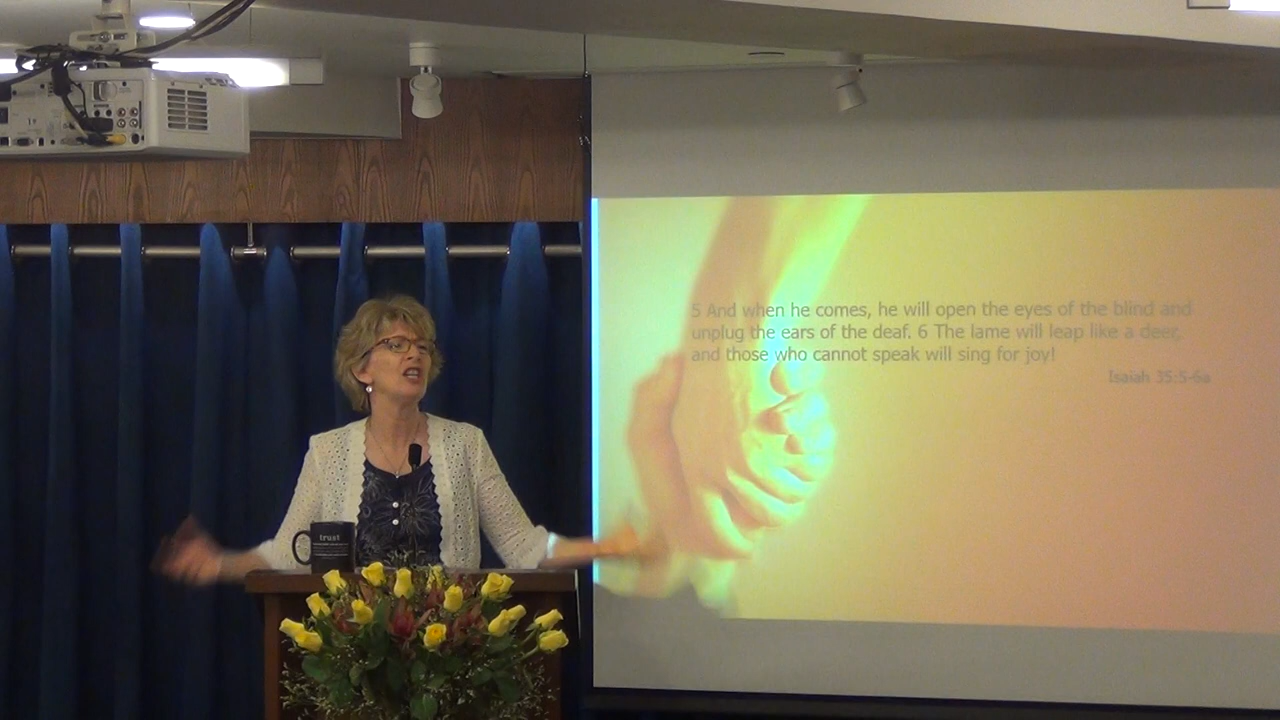 5 And when he comes, he will open the eyes of the blind and
unplug the ears of the deaf. 6 The lame will leap like a deer,
and those who cannot speak will sing for joy!
Isaiah 35:5-6a
trust